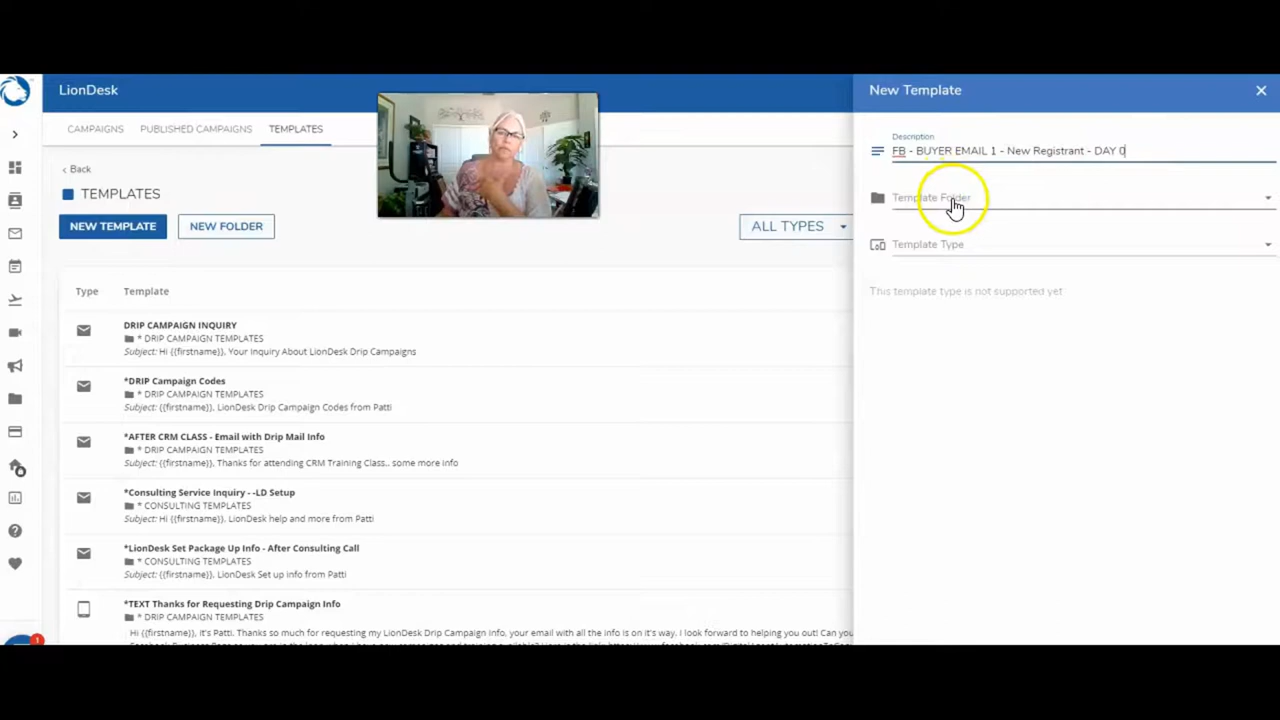 LionDesk
New Template
Description
FB - BUYER EMAIL 1 - New Registrant - DAY 0
Template Folder
Template Type
This template type is not supported yet
CAMPAIGNS
PUBLISHED CAMPAIGNS
TEMPLATES
Back
TEMPLATES
NEW TEMPLATE
NEW FOLDER
ALL TYPES
Type Template
DRIP CAMPAIGN INQUIRY
* DRIP CAMPAIGN TEMPLATES
Subject: Hi {{firstname}}, Your Inquiry About LionDesk Drip Campaigns
*DRIP Campaign Codes
* DRIP CAMPAIGN TEMPLATES
Subject: {{firstname}}, LionDesk Drip Campaign Codes from Patti
*AFTER CRM CLASS - Email with Drip Mail Info
* DRIP CAMPAIGN TEMPLATES
Subject: {{firstname}}, Thanks for attending CRM Training Class.. some more info
*Consulting Service Inquiry - -LD Setup
* CONSULTING TEMPLATES
Subject: Hi {{firstname}}, LionDesk help and more from Patti
*LionDesk Set Package Up Info - After Consulting Call
* CONSULTING TEMPLATES
Subject: {{firstname}}, LionDesk Set up info from Patti
*TEXT Thanks for Requesting Drip Campaign Info
* DRIP CAMPAIGN TEMPLATES
Hi {{firstname}}, it's Patti. Thanks so much for requesting my LionDesk Drip Campaign Info, your email with all the info is on it's way. I look forward to helping you out! Can you
1